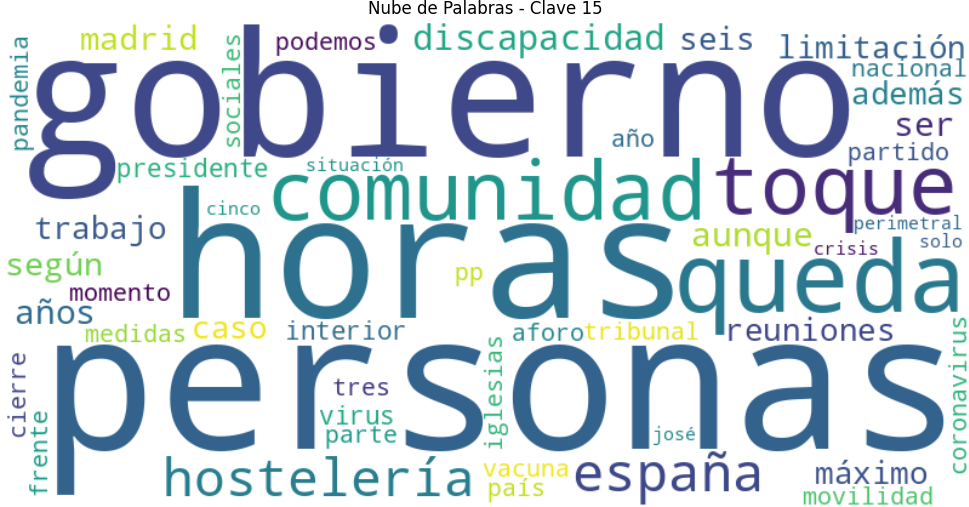 Nube de Palabras - Clave 15
madrid
podemos
discapacidad
seis
limitación
pandemia
gobierno
sociales
nacional
además
año
ser
presidente
situación
partido
comunidad
toque
cinco
horas
trabajo
aunque
perimetral
solo
según
momento
pp
crisis
queda
años
medidas
caso
interior
aforo
tribunal
reuniones
cierre
personas
tres
virus
parte
iglesias
josé
coronavirus
frente
hostelería
vacuna
país
españa
máximo
movilidad